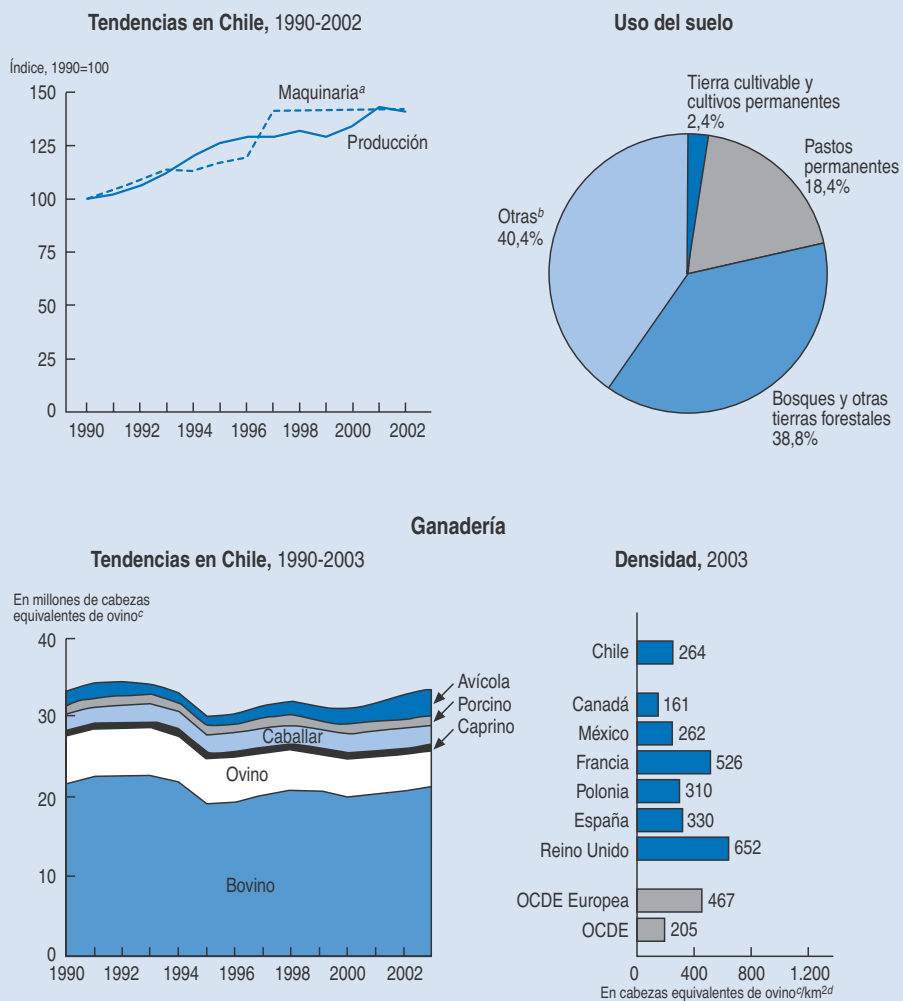 Tendencias en Chile, 1990-2002
Índice, 1990=100
150
125
100
75
50
25
0
1990 1992 1994 1996 1998 2000 2002
Maquinariaᵃ
Producción
Uso del suelo
Tierra cultivable y
cultivos permanentes
2,4%
Pastos
permanentes
18,4%
Otrasᵇ
40,4%
Bosques y otras
tierras forestales
38,8%
Ganadería
Tendencias en Chile, 1990-2003
En millones de cabezas
equivalentes de ovinoᶜ
40
30
20
10
0
1990 1992 1994 1996 1998 2000 2002
Avícola
Porcino
Caprino
Caballar
Ovino
Bovino
Densidad, 2003
Chile 264
Canadá 161
México 262
Francia 526
Polonia 310
España 330
Reino Unido 652
OCDE Europea 467
OCDE 205
0 400 800 1.200
En cabezas equivalentes de ovinoᶜ/km²ᵈ